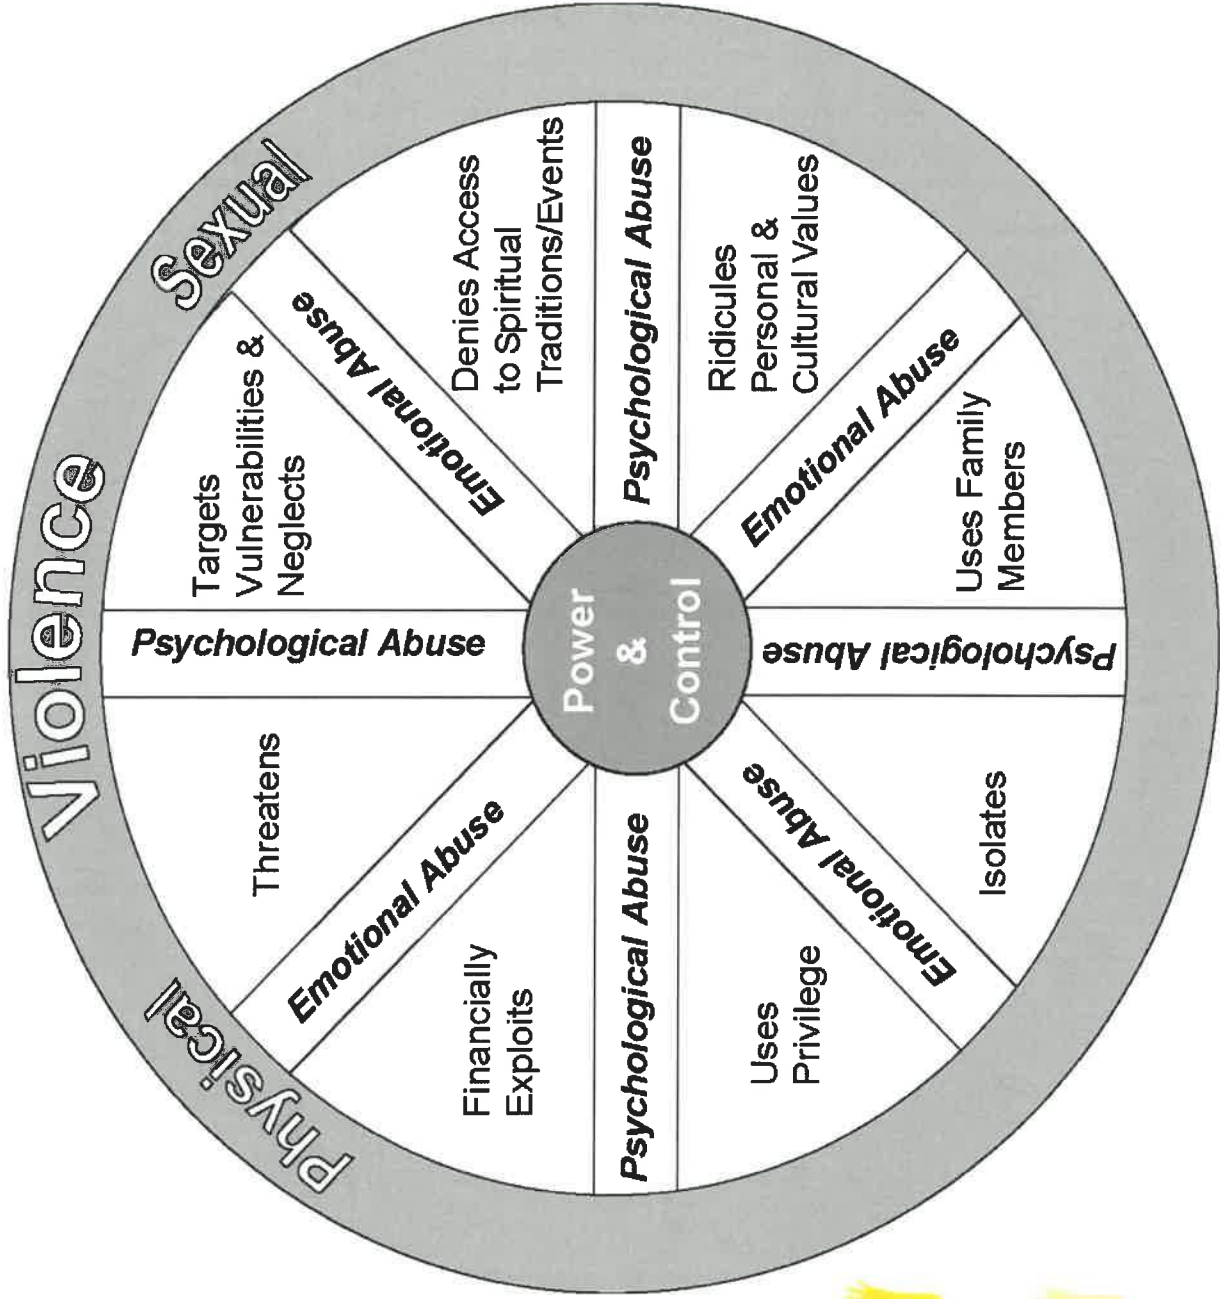 Physical
Violence
Sexual
Threatens
Psychological Abuse
Targets
Vulnerabilities &
Neglects
Emotional Abuse
Denies Access
to Spiritual
Traditions/Events
Psychological Abuse
Ridicules
Personal &
Cultural Values
Emotional Abuse
Uses Family
Members
Psychological Abuse
Isolates
Emotional Abuse
Uses
Privilege
Psychological Abuse
Financially
Exploits
Emotional Abuse
Power
&
Control